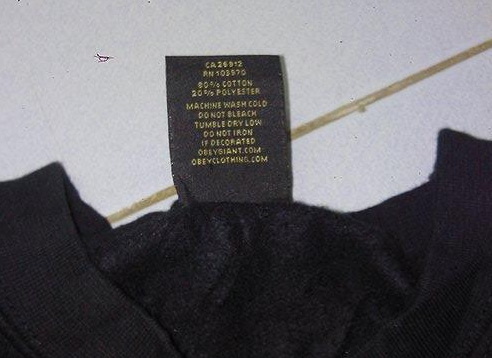 CA 26912
RN 103970
80% COTTON
20% POLYESTER
MACHINE WASH COLD
DO NOT BLEACH
TUMBLE DRY LOW
DO NOT IRON
IF DECORATED
OBEYGIANT.COM
OBEYCLOTHING.COM